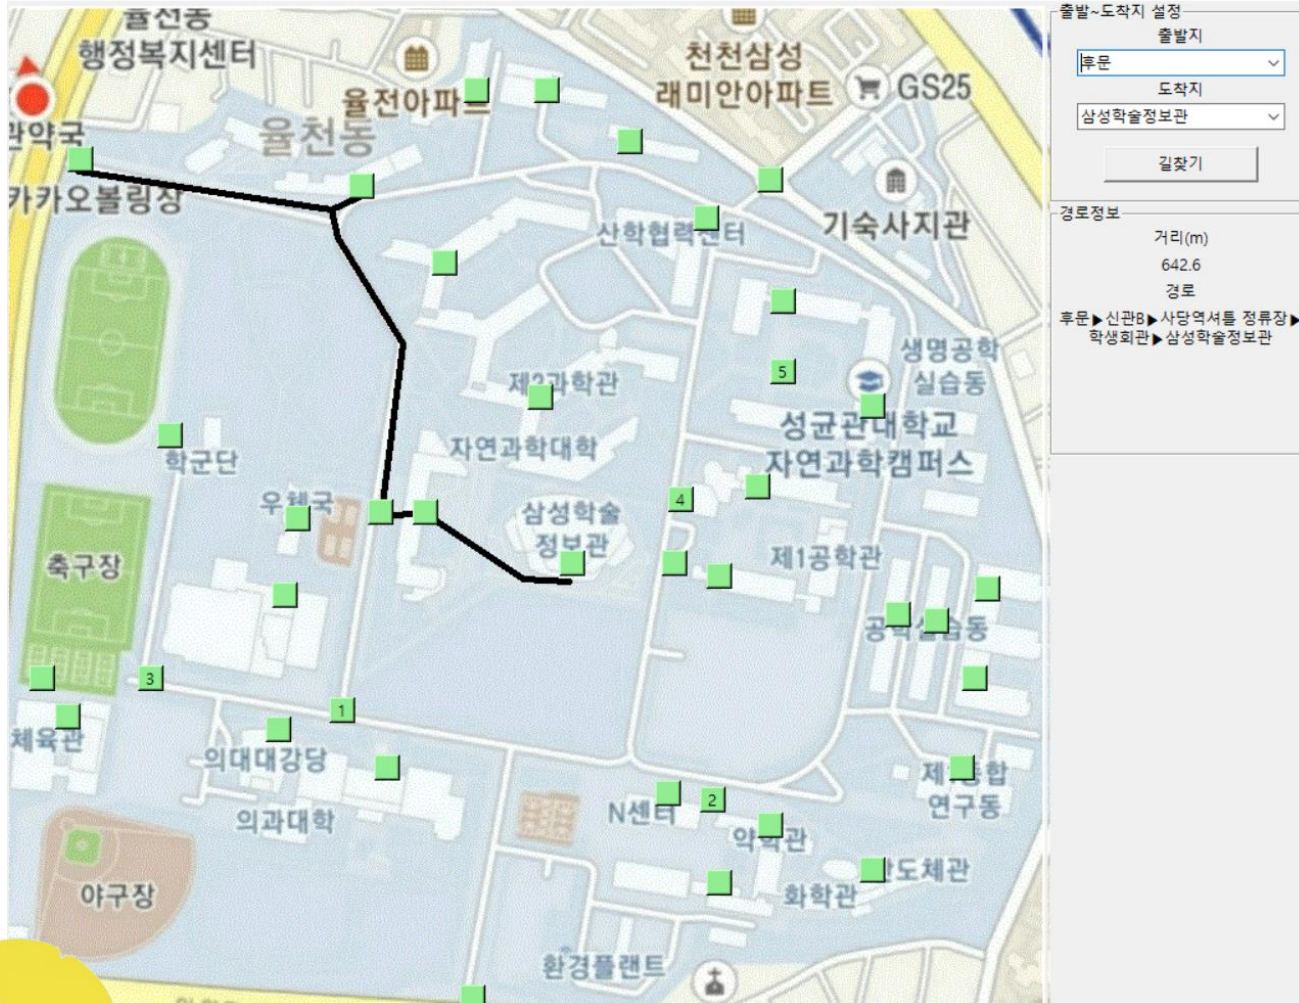 율전동
행정복지센터
율전아파트
천천삼성
래미안아파트
GS25
출발~도착지 설정
출발지
후문
도착지
삼성학술정보관
길찾기
경로정보
거리(m)
642.6
경로
후문▶신관B▶사당역셔틀 정류장▶
학생회관▶삼성학술정보관
관약국
율천동
카카오볼링장
산학협력센터
기숙사지관
생명공학
실습동
제2과학관
5
성균관대학교
자연과학캠퍼스
자연과학대학
학군단
우체국
4
삼성학술
정보관
축구장
제1공학관
공학실습동
3
1
체육관
의대대강당
의과대학
N센터
2
약학관
연구동
야구장
반도체관
화학관
환경플랜트